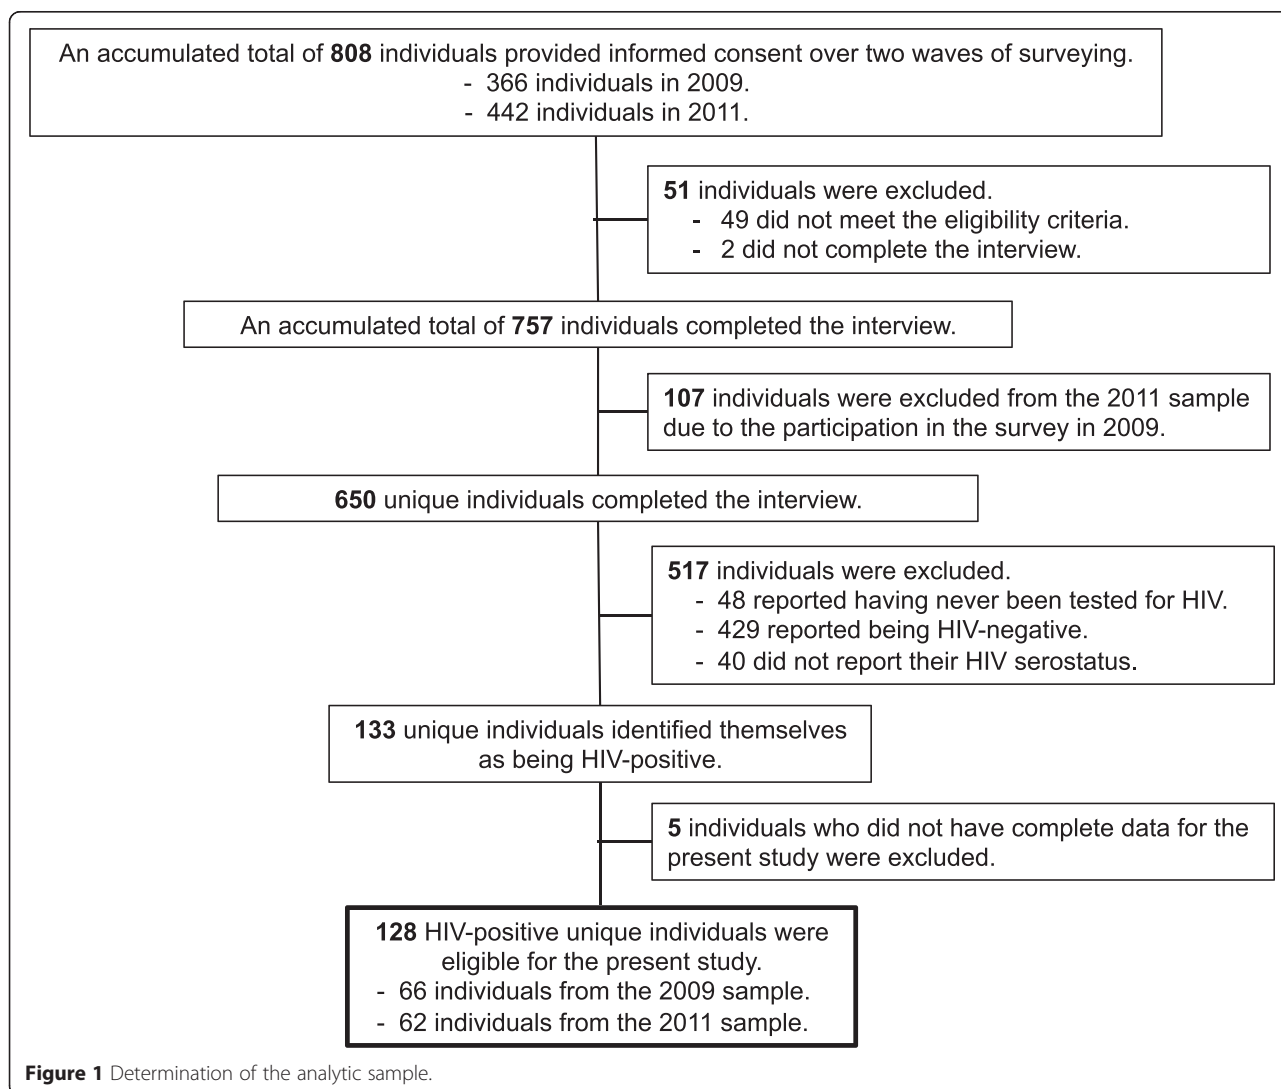 An accumulated total of 808 individuals provided informed consent over two waves of surveying.
- 366 individuals in 2009.
- 442 individuals in 2011.
51 individuals were excluded.
- 49 did not meet the eligibility criteria.
- 2 did not complete the interview.
An accumulated total of 757 individuals completed the interview.
107 individuals were excluded from the 2011 sample
due to the participation in the survey in 2009.
650 unique individuals completed the interview.
517 individuals were excluded.
- 48 reported having never been tested for HIV.
- 429 reported being HIV-negative.
- 40 did not report their HIV serostatus.
133 unique individuals identified themselves
as being HIV-positive.
5 individuals who did not have complete data for the
present study were excluded.
128 HIV-positive unique individuals were
eligible for the present study.
- 66 individuals from the 2009 sample.
- 62 individuals from the 2011 sample.
Figure 1 Determination of the analytic sample.